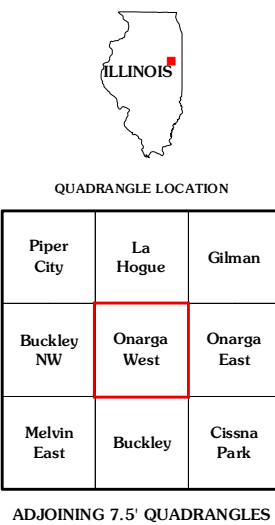 ILLINOIS
QUADRANGLE LOCATION
Piper
City
La
Hogue
Gilman
Buckley
NW
Onarga
West
Onarga
East
Melvin
East
Buckley
Cissna
Park
ADJOINING 7.5' QUADRANGLES